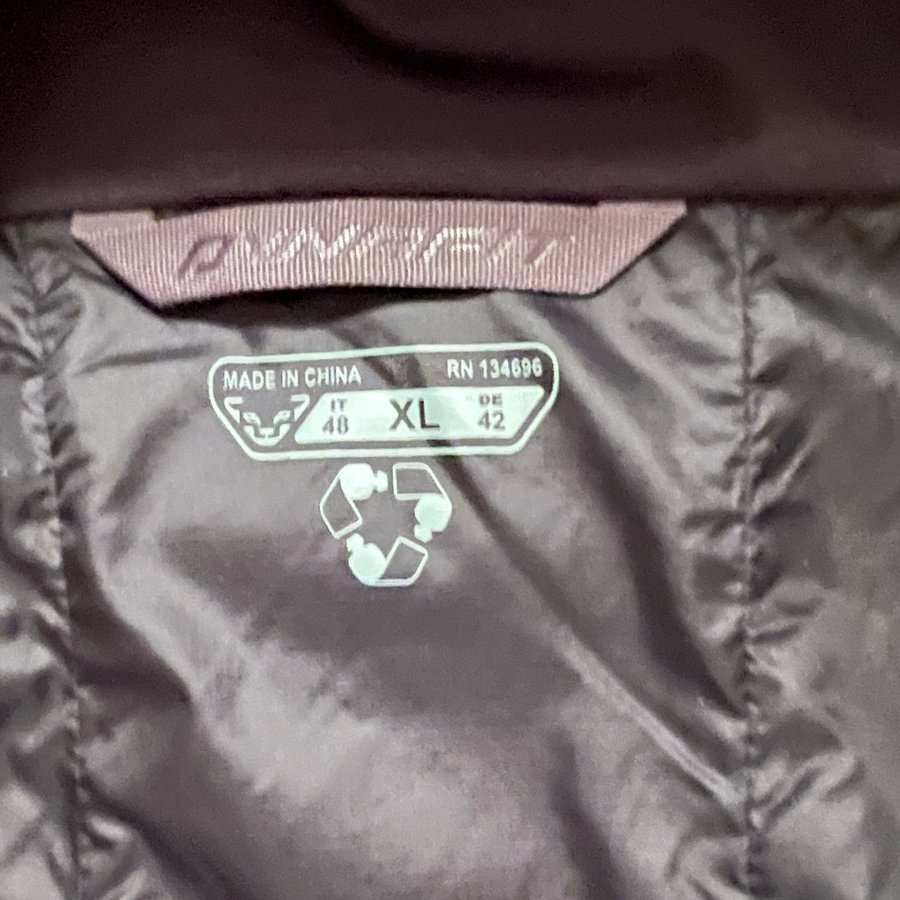 DYNAFIT
MADE IN CHINA RN 134696
IT XL DE
48 42